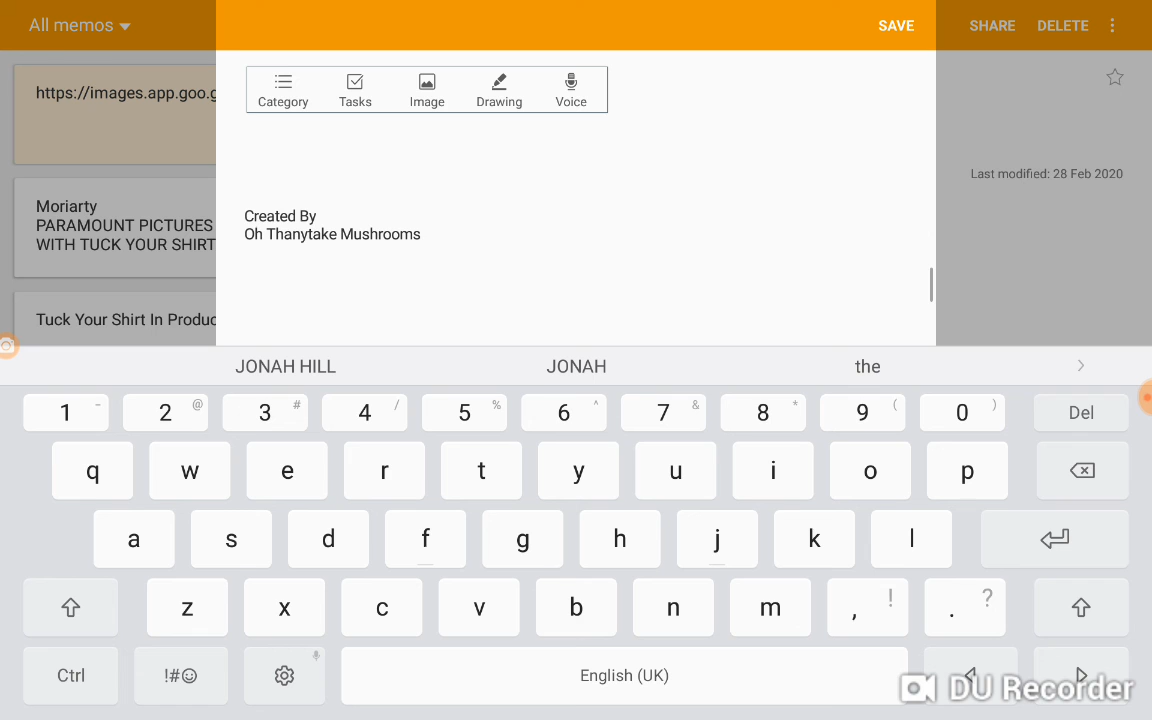 All memos
SAVE
SHARE
DELETE
Category
Tasks
Image
Drawing
Voice
https://images.app.goo.g
Last modified: 28 Feb 2020
Moriarty
PARAMOUNT PICTURES
WITH TUCK YOUR SHIRT
Created By
Oh Thanytake Mushrooms
Tuck Your Shirt In Produc
JONAH HILL
JONAH
the
1 - 2 @ 3 # 4 / 5 % 6 ^ 7 & 8 * 9 ( 0 ) Del
q w e r t y u i o p
a s d f g h j k l
z x c v b n m , ! . ?
Ctrl !#☺ English (UK)
DU Recorder